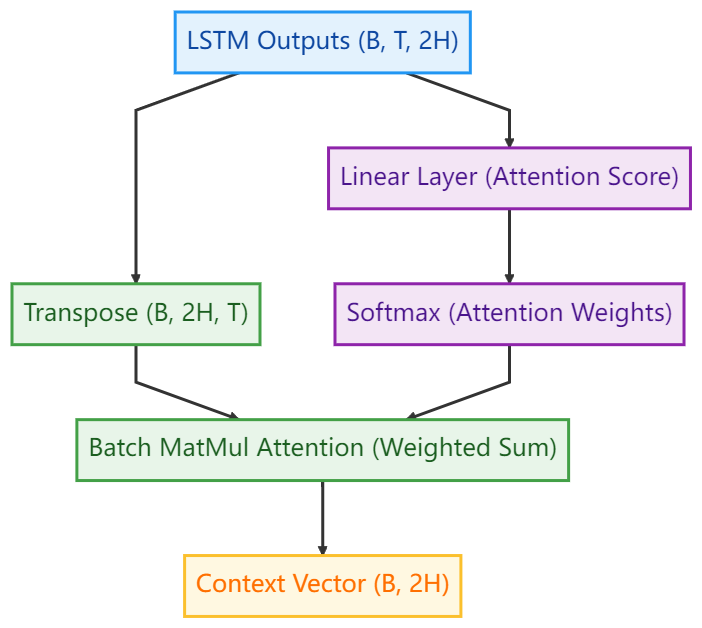 LSTM Outputs (B, T, 2H)
Linear Layer (Attention Score)
Transpose (B, 2H, T)
Softmax (Attention Weights)
Batch MatMul Attention (Weighted Sum)
Context Vector (B, 2H)